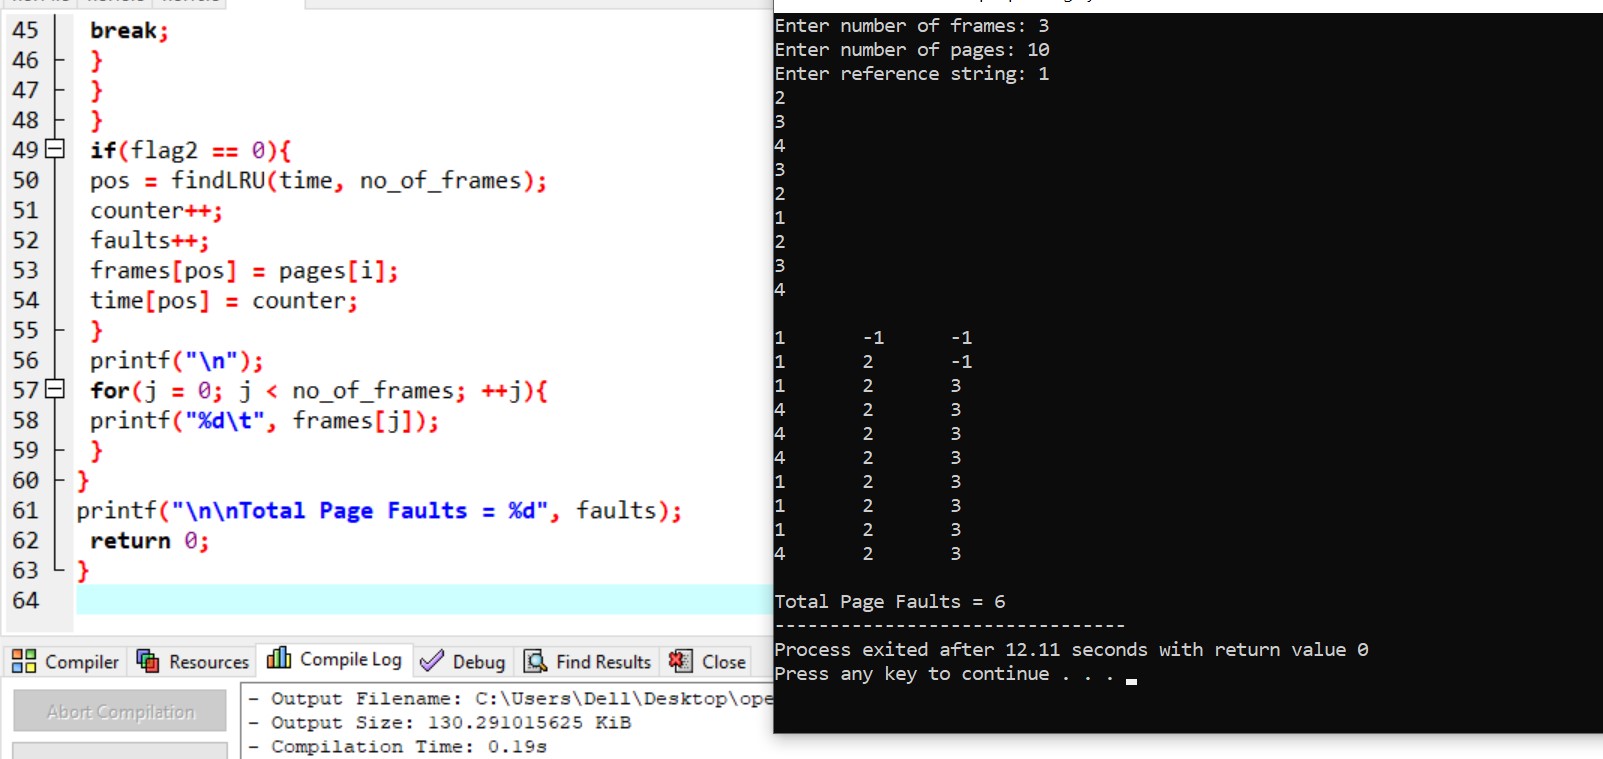 45 break;
46 }
47 }
48 }
49 if(flag2 == 0){
50 pos = findLRU(time, no_of_frames);
51 counter++;
52 faults++;
53 frames[pos] = pages[i];
54 time[pos] = counter;
55 }
56 printf("\n");
57 for(j = 0; j < no_of_frames; ++j){
58 printf("%d\t", frames[j]);
59 }
60 }
61 printf("\n\nTotal Page Faults = %d", faults);
62 return 0;
63 }
64
Compiler Resources Compile Log Debug Find Results Close
Abort Compilation
- Output Filename: C:\Users\Dell\Desktop\ope
- Output Size: 130.291015625 KiB
- Compilation Time: 0.19s
Enter number of frames: 3
Enter number of pages: 10
Enter reference string: 1
2
3
4
3
2
1
2
3
4
1 -1 -1
1 2 -1
1 2 3
4 2 3
4 2 3
4 2 3
1 2 3
1 2 3
1 2 3
4 2 3
Total Page Faults = 6
--------------------------------
Process exited after 12.11 seconds with return value 0
Press any key to continue . . .